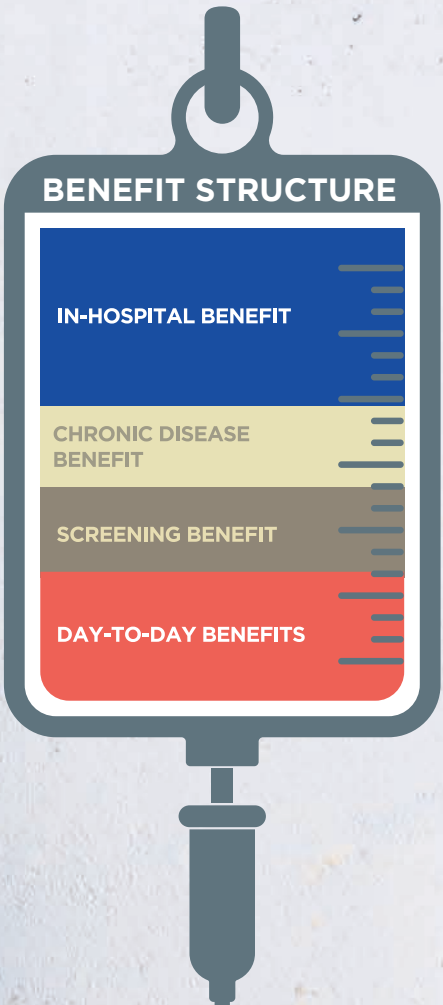 BENEFIT STRUCTURE
IN-HOSPITAL BENEFIT
CHRONIC DISEASE
BENEFIT
SCREENING BENEFIT
DAY-TO-DAY BENEFITS